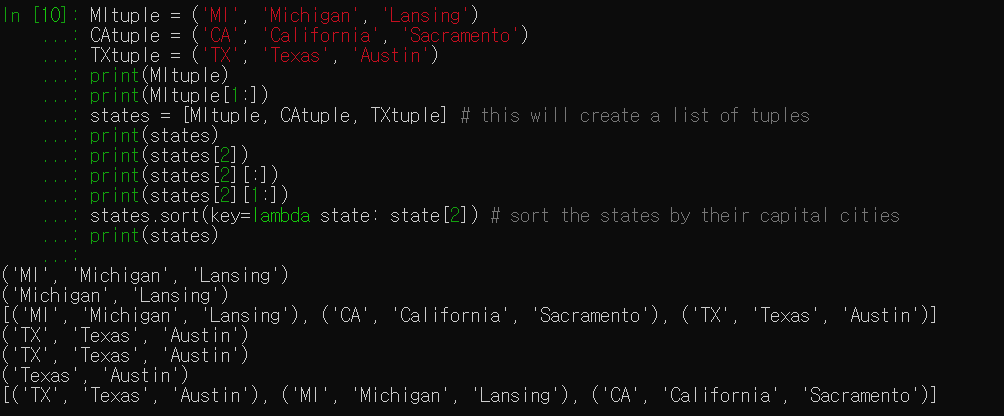 In [10]: MItuple = ('MI', 'Michigan', 'Lansing')
    ...: CAtuple = ('CA', 'California', 'Sacramento')
    ...: TXtuple = ('TX', 'Texas', 'Austin')
    ...: print(MItuple)
    ...: print(MItuple[1:])
    ...: states = [MItuple, CAtuple, TXtuple] # this will create a list of tuples
    ...: print(states)
    ...: print(states[2])
    ...: print(states[2][:])
    ...: print(states[2][1:])
    ...: states.sort(key=lambda state: state[2]) # sort the states by their capital cities
    ...: print(states)
    ...:
('MI', 'Michigan', 'Lansing')
('Michigan', 'Lansing')
[('MI', 'Michigan', 'Lansing'), ('CA', 'California', 'Sacramento'), ('TX', 'Texas', 'Austin')]
('TX', 'Texas', 'Austin')
('TX', 'Texas', 'Austin')
('Texas', 'Austin')
[('TX', 'Texas', 'Austin'), ('MI', 'Michigan', 'Lansing'), ('CA', 'California', 'Sacramento')]